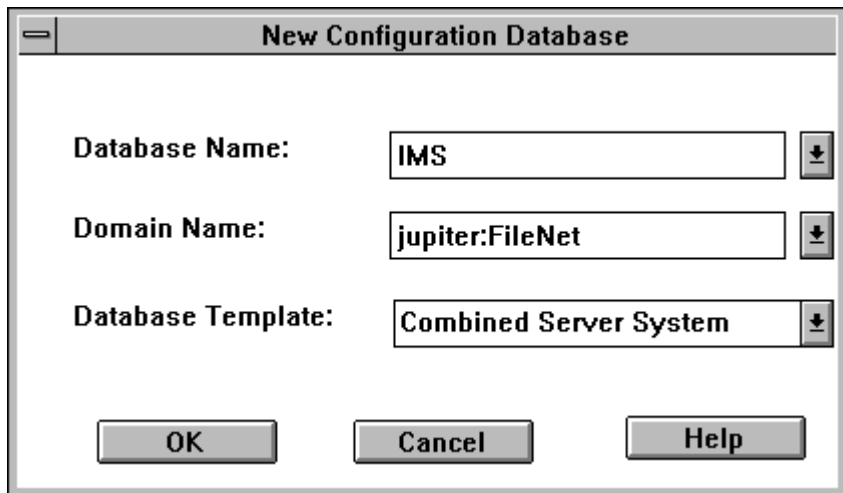 New Configuration Database
Database Name: IMS
Domain Name: jupiter:FileNet
Database Template: Combined Server System
OK Cancel Help